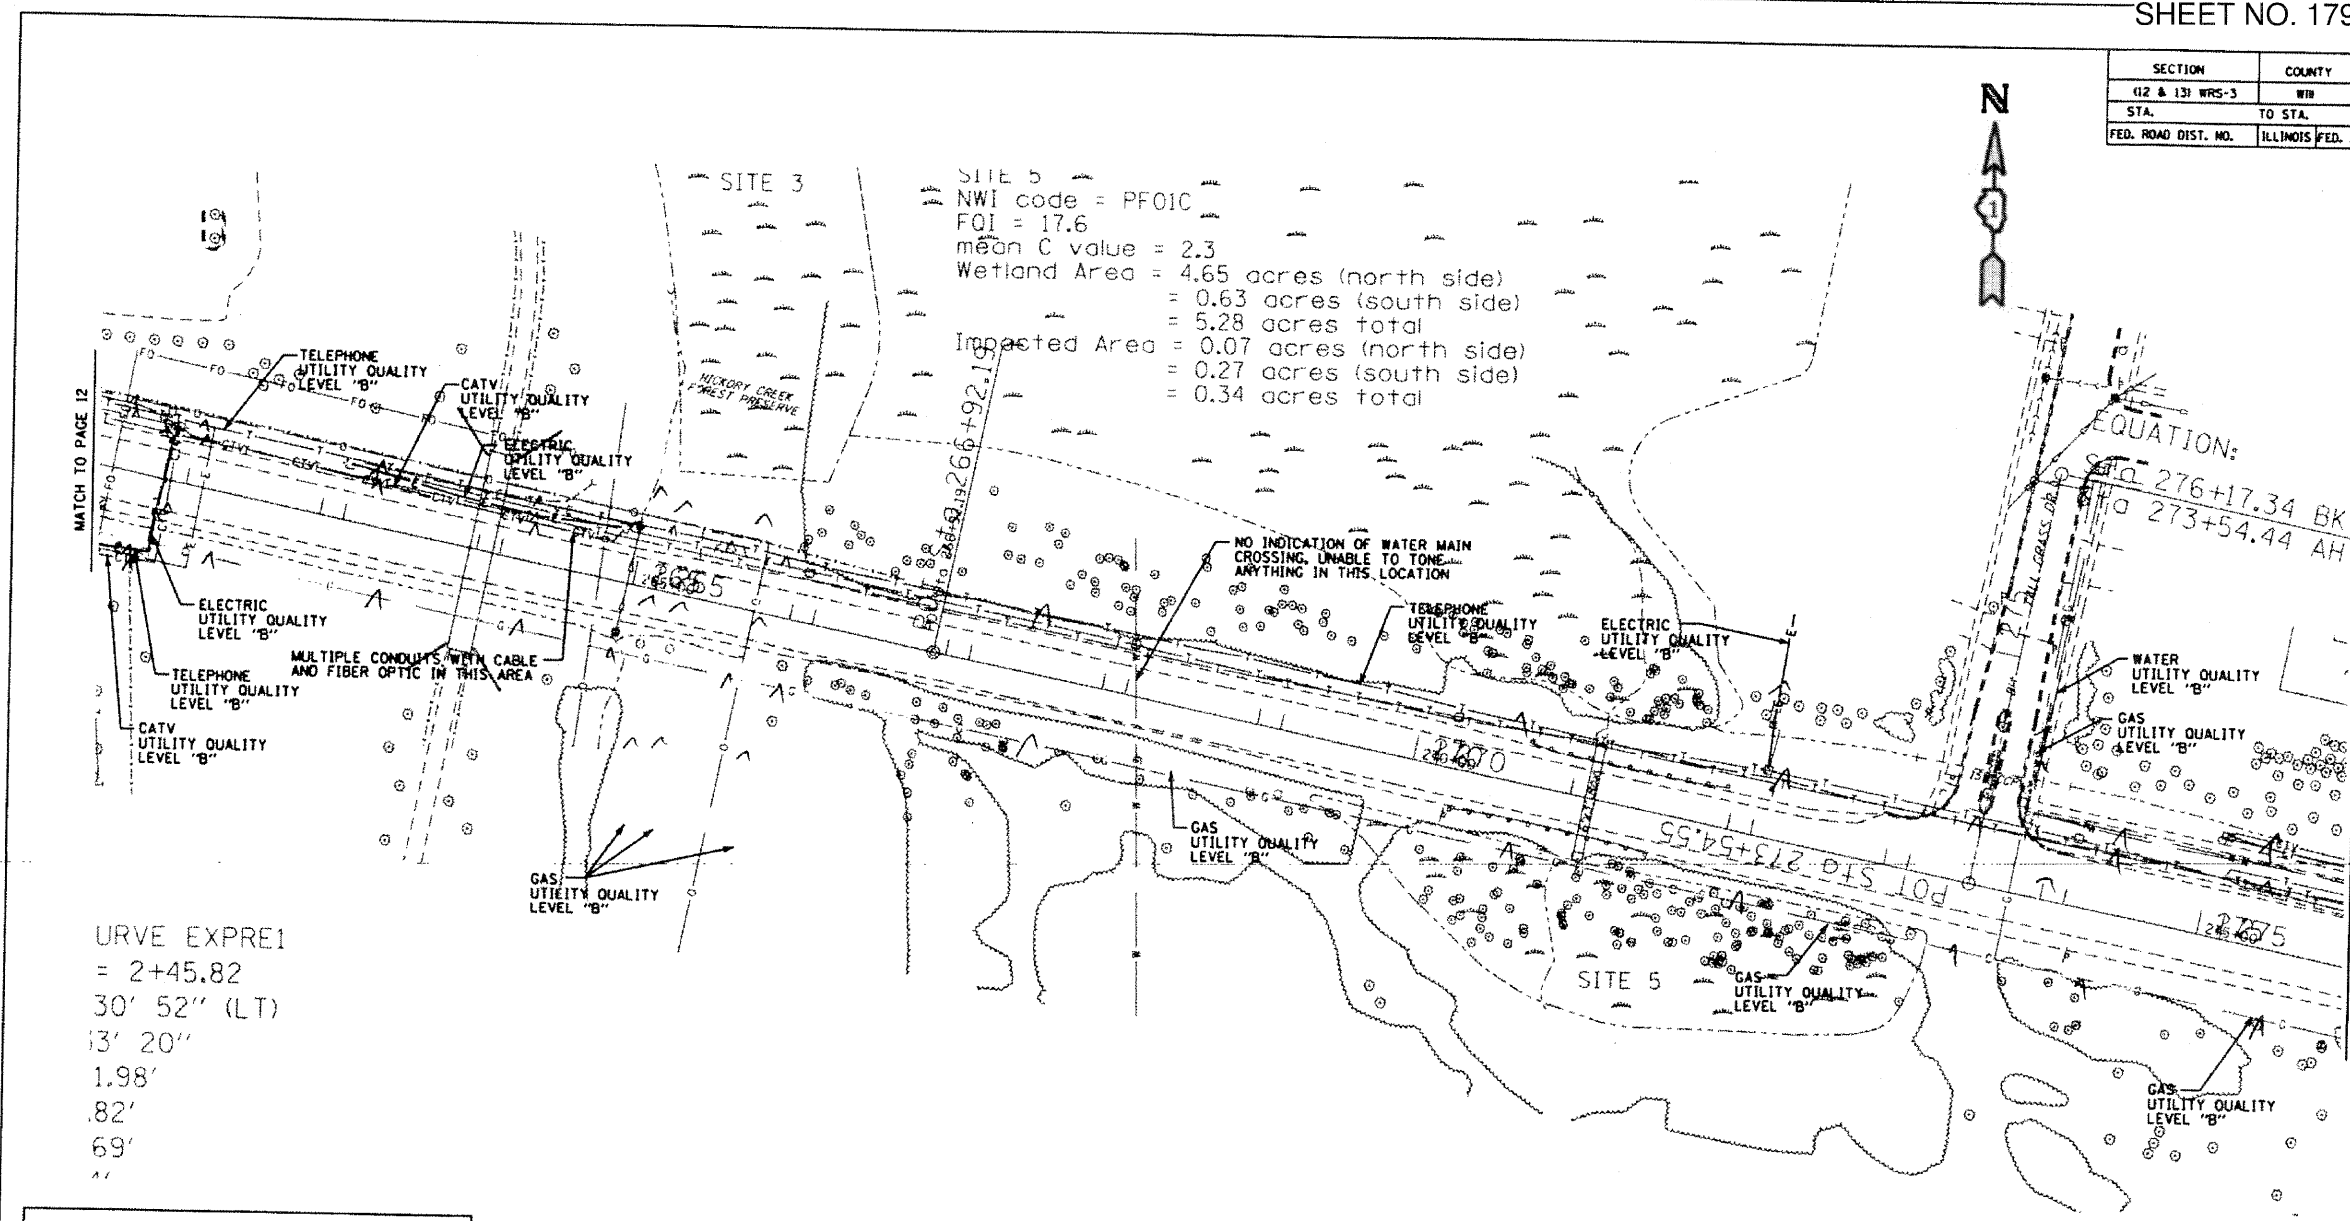 SHEET NO. 179
SECTION
COUNTY
(12 & 13) WRS-3
WILL
STA.
TO STA.
FED. ROAD DIST. NO.
ILLINOIS
FED.
N
1
SITE 3
SITE 5
NWI code = PFO1C
FQI = 17.6
mean C value = 2.3
Wetland Area = 4.65 acres (north side)
= 0.63 acres (south side)
= 5.28 acres total
Impacted Area = 0.07 acres (north side)
= 0.27 acres (south side)
= 0.34 acres total
HICKORY CREEK
FOREST PRESERVE
MATCH TO PAGE 12
TELEPHONE
UTILITY QUALITY
LEVEL "B"
CATV
UTILITY QUALITY
LEVEL "B"
ELECTRIC
UTILITY QUALITY
LEVEL "B"
EQUATION:
Sta 276+17.34 BK
Sta 273+54.44 AH
TALL GRASS DR
NO INDICATION OF WATER MAIN
CROSSING, UNABLE TO TONE
ANYTHING IN THIS LOCATION
ELECTRIC
UTILITY QUALITY
LEVEL "B"
TELEPHONE
UTILITY QUALITY
LEVEL "B"
ELECTRIC
UTILITY QUALITY
LEVEL "B"
MULTIPLE CONDUITS WITH CABLE
AND FIBER OPTIC IN THIS AREA
TELEPHONE
UTILITY QUALITY
LEVEL "B"
CATV
UTILITY QUALITY
LEVEL "B"
WATER
UTILITY QUALITY
LEVEL "B"
GAS
UTILITY QUALITY
LEVEL "B"
GAS
UTILITY QUALITY
LEVEL "B"
GAS
UTILITY QUALITY
LEVEL "B"
POT Sta 273+54.55
275
SITE 5
GAS
UTILITY QUALITY
LEVEL "B"
GAS
UTILITY QUALITY
LEVEL "B"
URVE EXPRE1
= 2+45.82
30' 52" (LT)
13' 20"
1.98'
.82'
69'